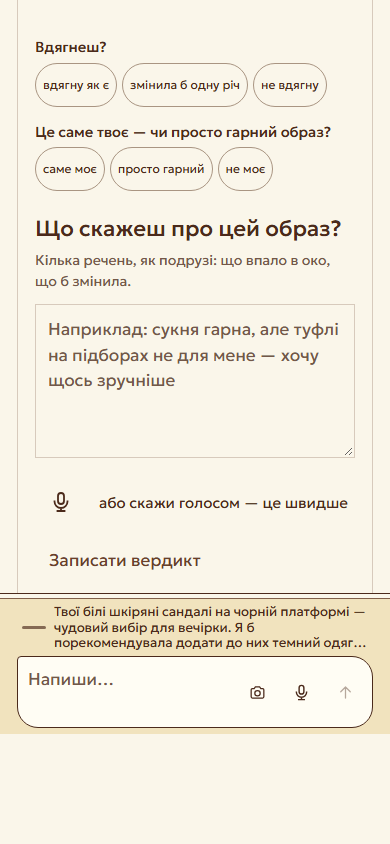 Вдягнеш?
вдягну як є
змінила б одну річ
не вдягну
Це саме твоє — чи просто гарний образ?
саме моє
просто гарний
не моє
Що скажеш про цей образ?
Кілька речень, як подрузі: що впало в око,
що б змінила.
Наприклад: сукня гарна, але туфлі
на підборах не для мене — хочу
щось зручніше
або скажи голосом — це швидше
Записати вердикт
Твої білі шкіряні сандалі на чорній платформі —
чудовий вибір для вечірки. Я б
порекомендувала додати до них темний одяг…
Напиши…